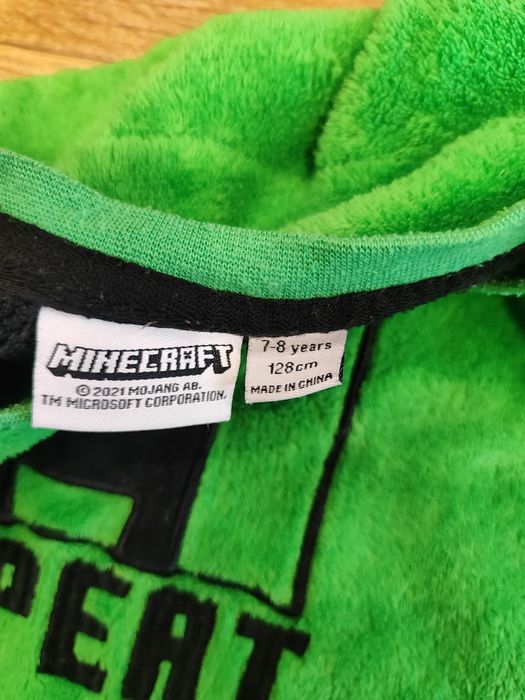 MINECRAFT
© 2021 MOJANG AB.
TM MICROSOFT CORPORATION.
7-8 years
128cm
MADE IN CHINA
PEAT